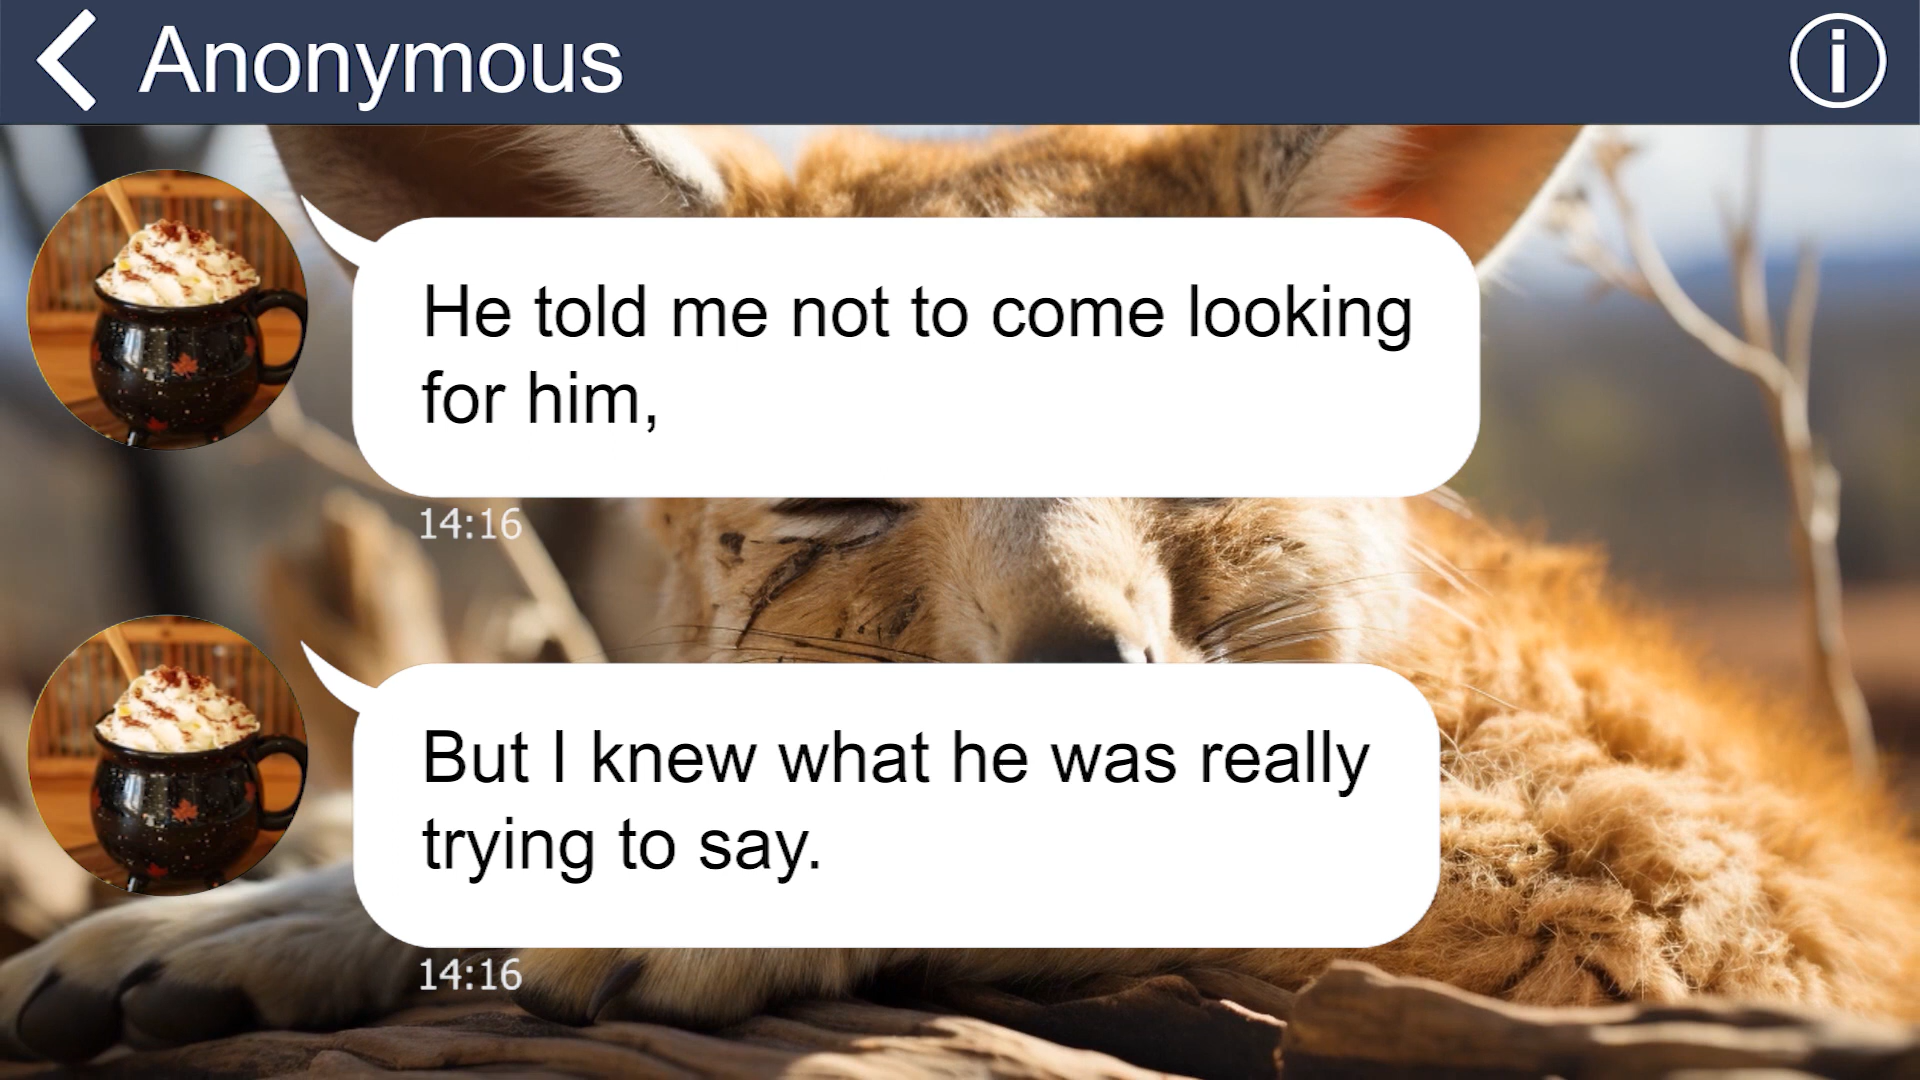 Anonymous
He told me not to come looking
for him,
14:16
But I knew what he was really
trying to say.
14:16